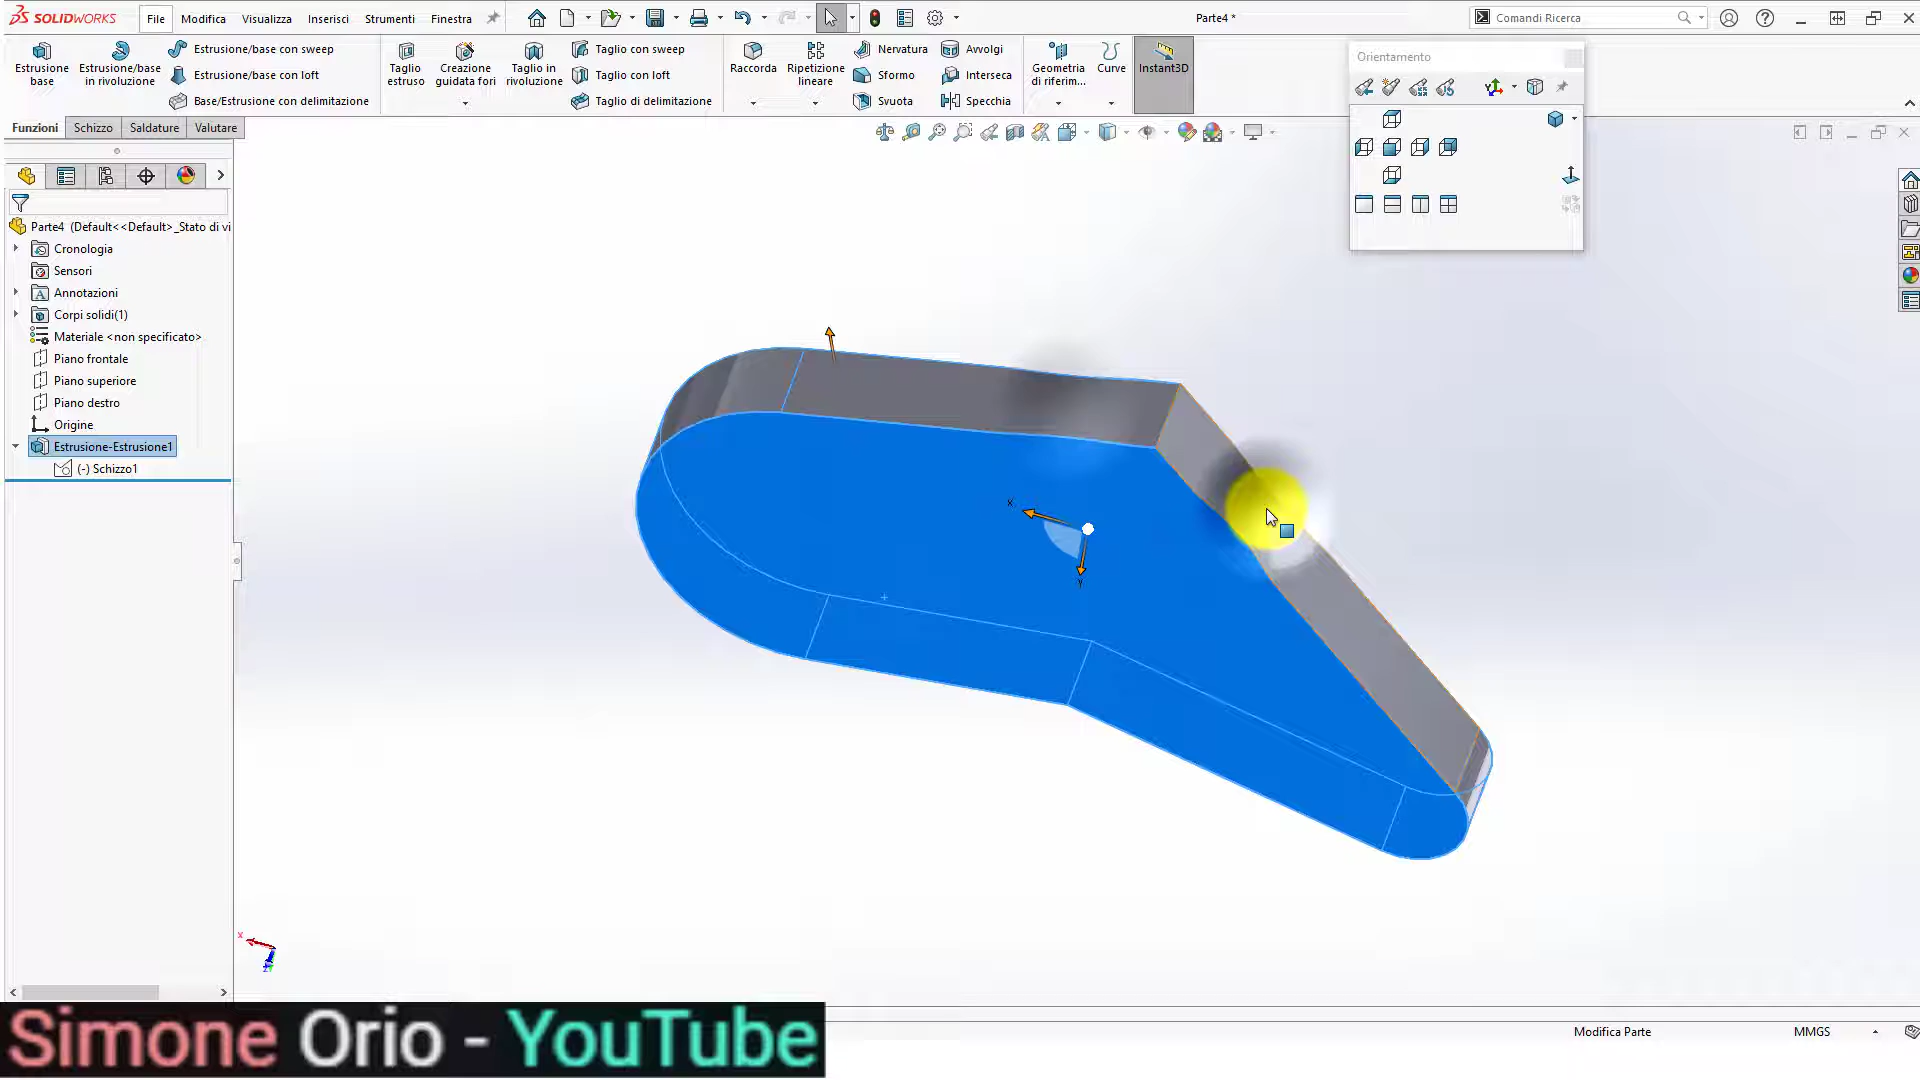 SOLIDWORKS File Modifica Visualizza Inserisci Strumenti Finestra Parte4 * Comandi Ricerca
Estrusione base
Estrusione/base in rivoluzione
Estrusione/base con sweep
Estrusione/base con loft
Base/Estrusione con delimitazione
Taglio estruso
Creazione guidata fori
Taglio in rivoluzione
Taglio con sweep
Taglio con loft
Taglio di delimitazione
Raccorda
Ripetizione lineare
Nervatura
Sformo
Svuota
Avvolgi
Interseca
Specchia
Geometria di riferim...
Curve
Instant3D
Orientamento
Funzioni Schizzo Saldature Valutare
Parte4 (Default<<Default>_Stato di vi
Cronologia
Sensori
Annotazioni
Corpi solidi(1)
Materiale <non specificato>
Piano frontale
Piano superiore
Piano destro
Origine
Estrusione-Estrusione1
(-) Schizzo1
X
Y
X
Simone Orio - YouTube
Modifica Parte MMGS